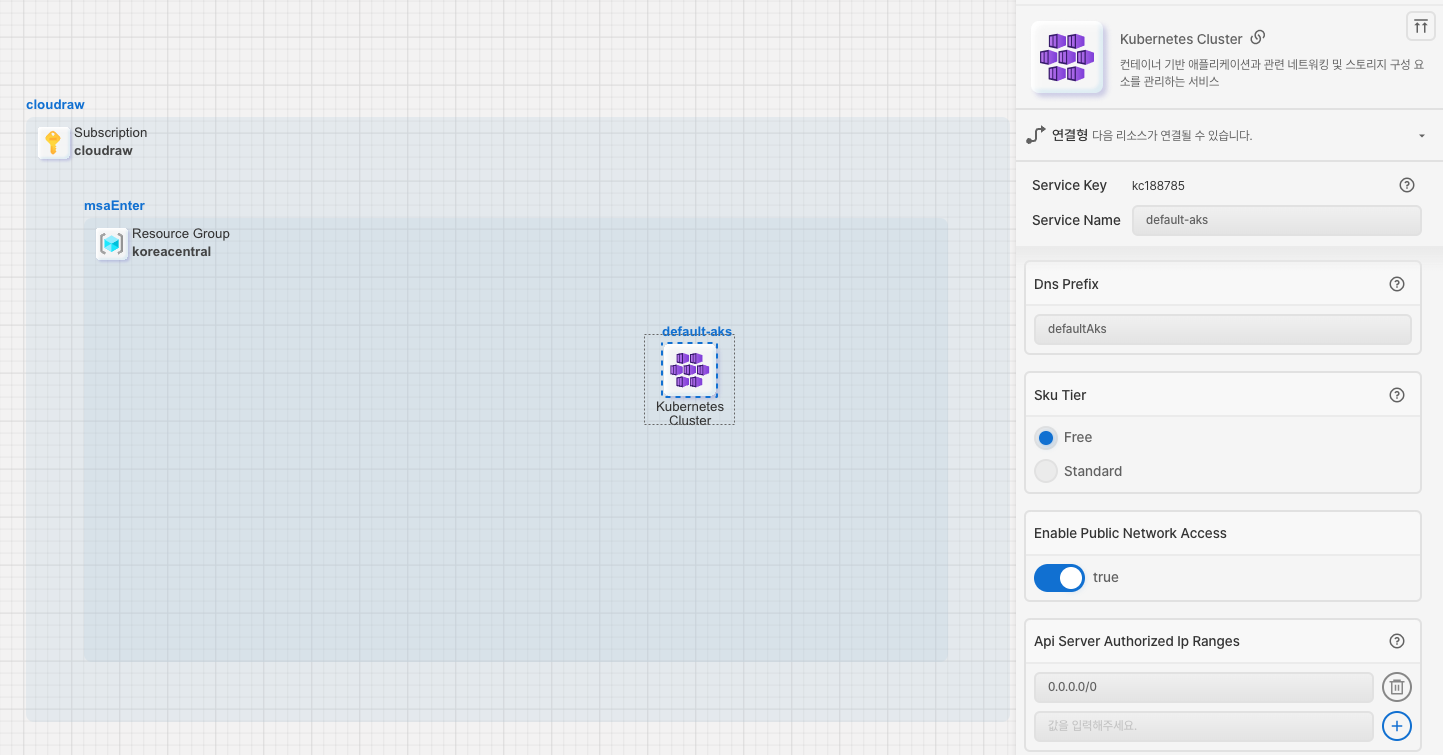 cloudraw
Subscription
cloudraw
msaEnter
Resource Group
koreacentral
default-aks
Kubernetes
Cluster
Kubernetes Cluster
컨테이너 기반 애플리케이션과 관련 네트워킹 및 스토리지 구성 요
소를 관리하는 서비스
연결형 다음 리소스가 연결될 수 있습니다.
Service Key kc188785
Service Name default-aks
Dns Prefix
defaultAks
Sku Tier
Free
Standard
Enable Public Network Access
true
Api Server Authorized Ip Ranges
0.0.0.0/0
값을 입력해주세요.